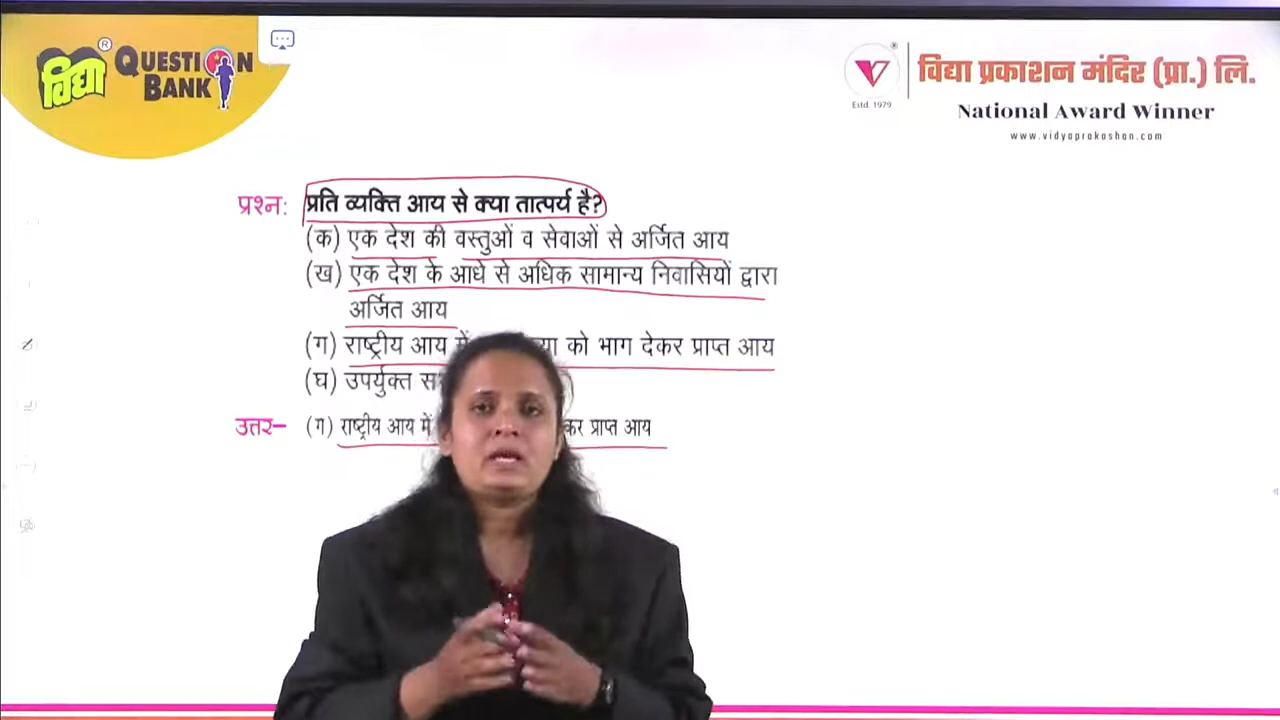 विद्या
QUESTION
BANK
Estd. 1979
विद्या प्रकाशन मंदिर (प्रा.) लि.
National Award Winner
www.vidyaprakashan.com
प्रश्न: प्रति व्यक्ति आय से क्या तात्पर्य है?
(क) एक देश की वस्तुओं व सेवाओं से अर्जित आय
(ख) एक देश के आधे से अधिक सामान्य निवासियों द्वारा
अर्जित आय
(ग) राष्ट्रीय आय को भाग देकर प्राप्त आय
(घ) उपर्युक्त
उत्तर– (ग) राष्ट्रीय आय में प्राप्त आय